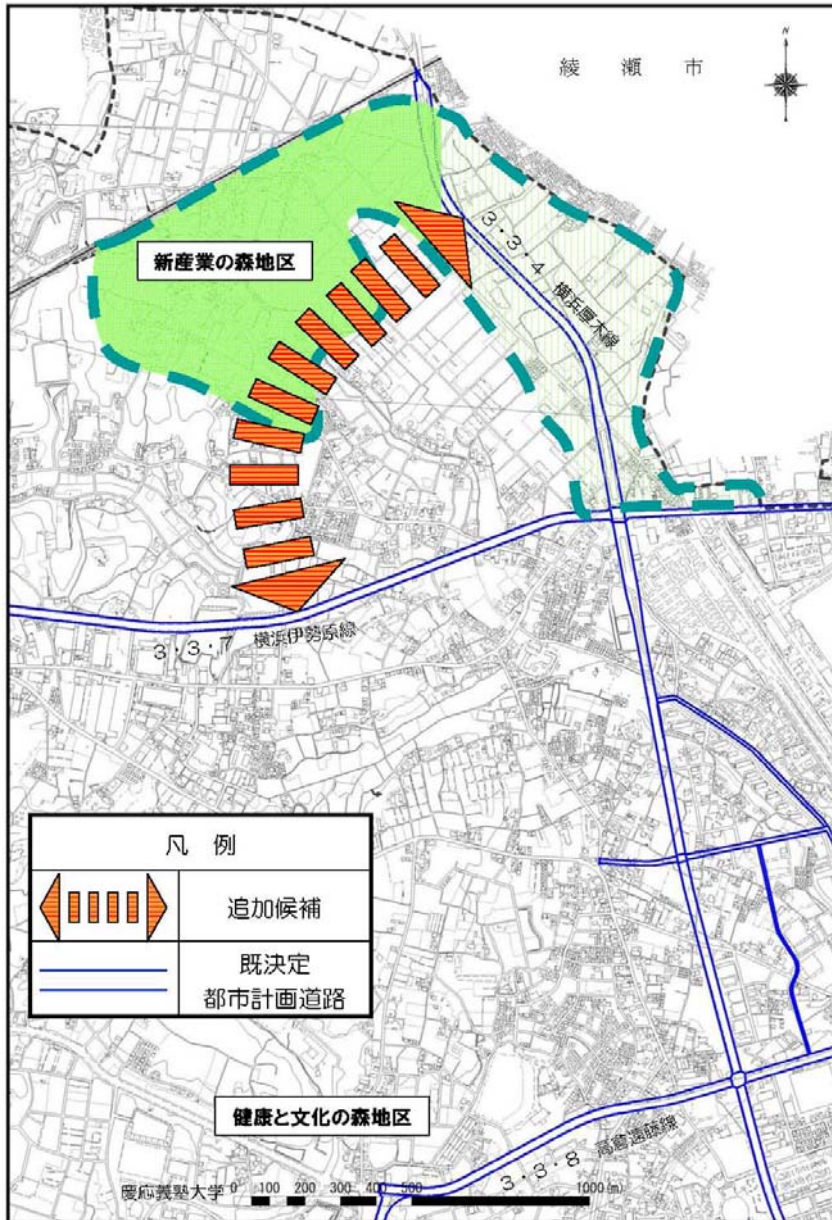 綾瀬市
N
新産業の森地区
3・3・4 横浜厚木線
3・3・7 横浜伊勢原線
凡例
追加候補
既決定
都市計画道路
健康と文化の森地区
3・3・8 高倉遠藤線
慶応義塾大学
0 100 200 300 400 500 1000(m)